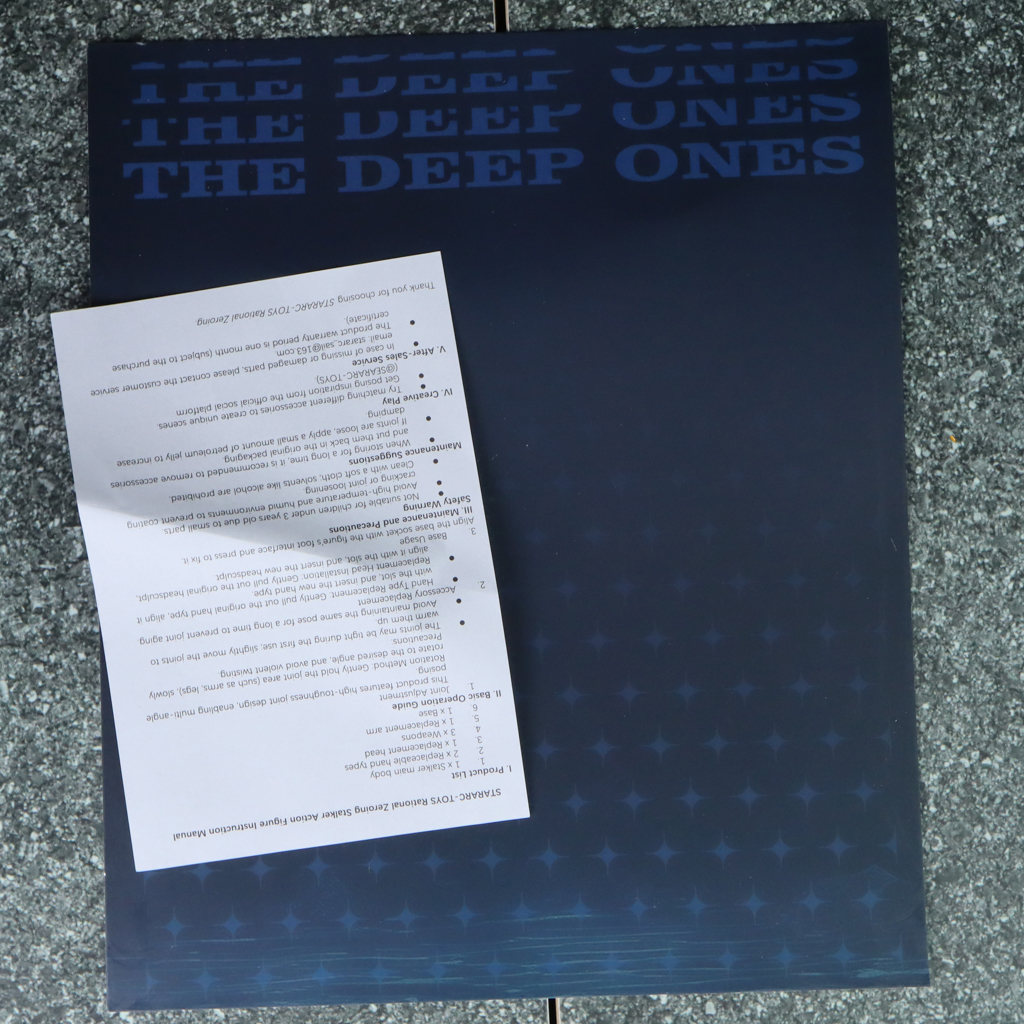 THE DEEP ONES
THE DEEP ONES
THE DEEP ONES
THE DEEP ONES
STARARC-TOYS Rational Zeroing Stalker Action Figure Instruction Manual
I. Product List
1. 1 x Stalker main body
2. 2 x Replaceable hand types
3. 1 x Replacement head
4. 3 x Weapons
5. 1 x Replacement arm
6. 1 x Base
II. Basic Operation Guide
1. Joint Adjustment
This product features high-toughness joint design, enabling multi-angle
posing
Rotation Method: Gently hold the joint area (such as arms, legs), slowly
rotate to the desired angle, and avoid violent twisting
Precautions
● The joints may be tight during the first use; slightly move the joints to
warm them up.
● Avoid maintaining the same pose for a long time to prevent joint aging
2. Accessory Replacement
● Hand Type Replacement: Gently pull out the original hand type, align it
with the slot, and insert the new hand type
● Replacement Head Installation: Gently pull out the original headsculpt,
align it with the slot, and insert the new headsculpt
Base Usage
3. Align the base socket with the figure's foot interface and press to fix it
III. Maintenance and Precautions
Safety Warning
● Not suitable for children under 3 years old due to small parts
● Avoid high-temperature and humid environments to prevent coating
cracking or joint loosening
● Clean with a soft cloth; solvents like alcohol are prohibited.
Maintenance Suggestions
● When storing for a long time, it is recommended to remove accessories
and put them back in the original packaging.
● If joints are loose, apply a small amount of petroleum jelly to increase
damping.
IV. Creative Play
● Try matching different accessories to create unique scenes
● Get posing inspiration from the official social platform
(@SEARARC-TOYS)
V. After-Sales Service
● In case of missing or damaged parts, please contact the customer service
email: stararc.sail@163.com
● The product warranty period is one month (subject to the purchase
certificate).
Thank you for choosing STARARC-TOYS Rational Zeroing